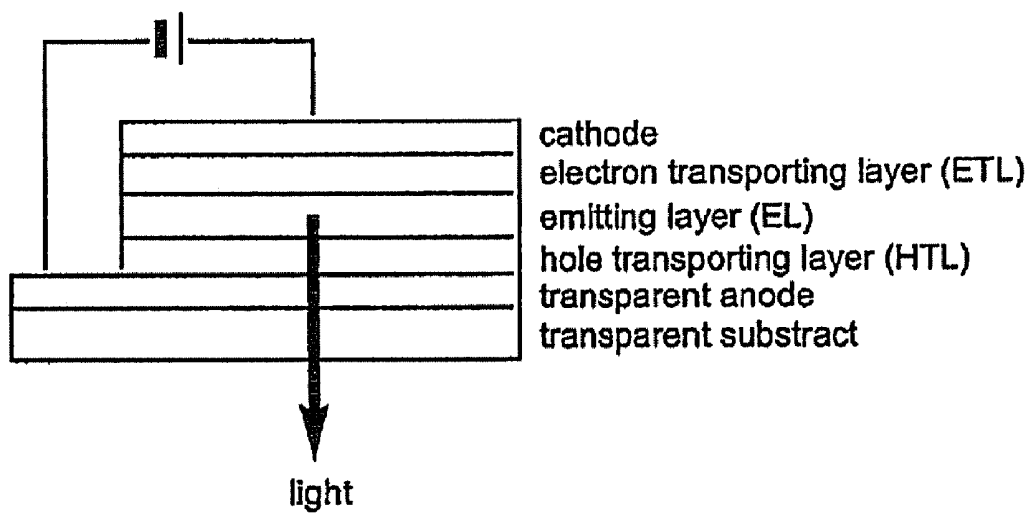 cathode
electron transporting layer (ETL)
emitting layer (EL)
hole transporting layer (HTL)
transparent anode
transparent substract
light